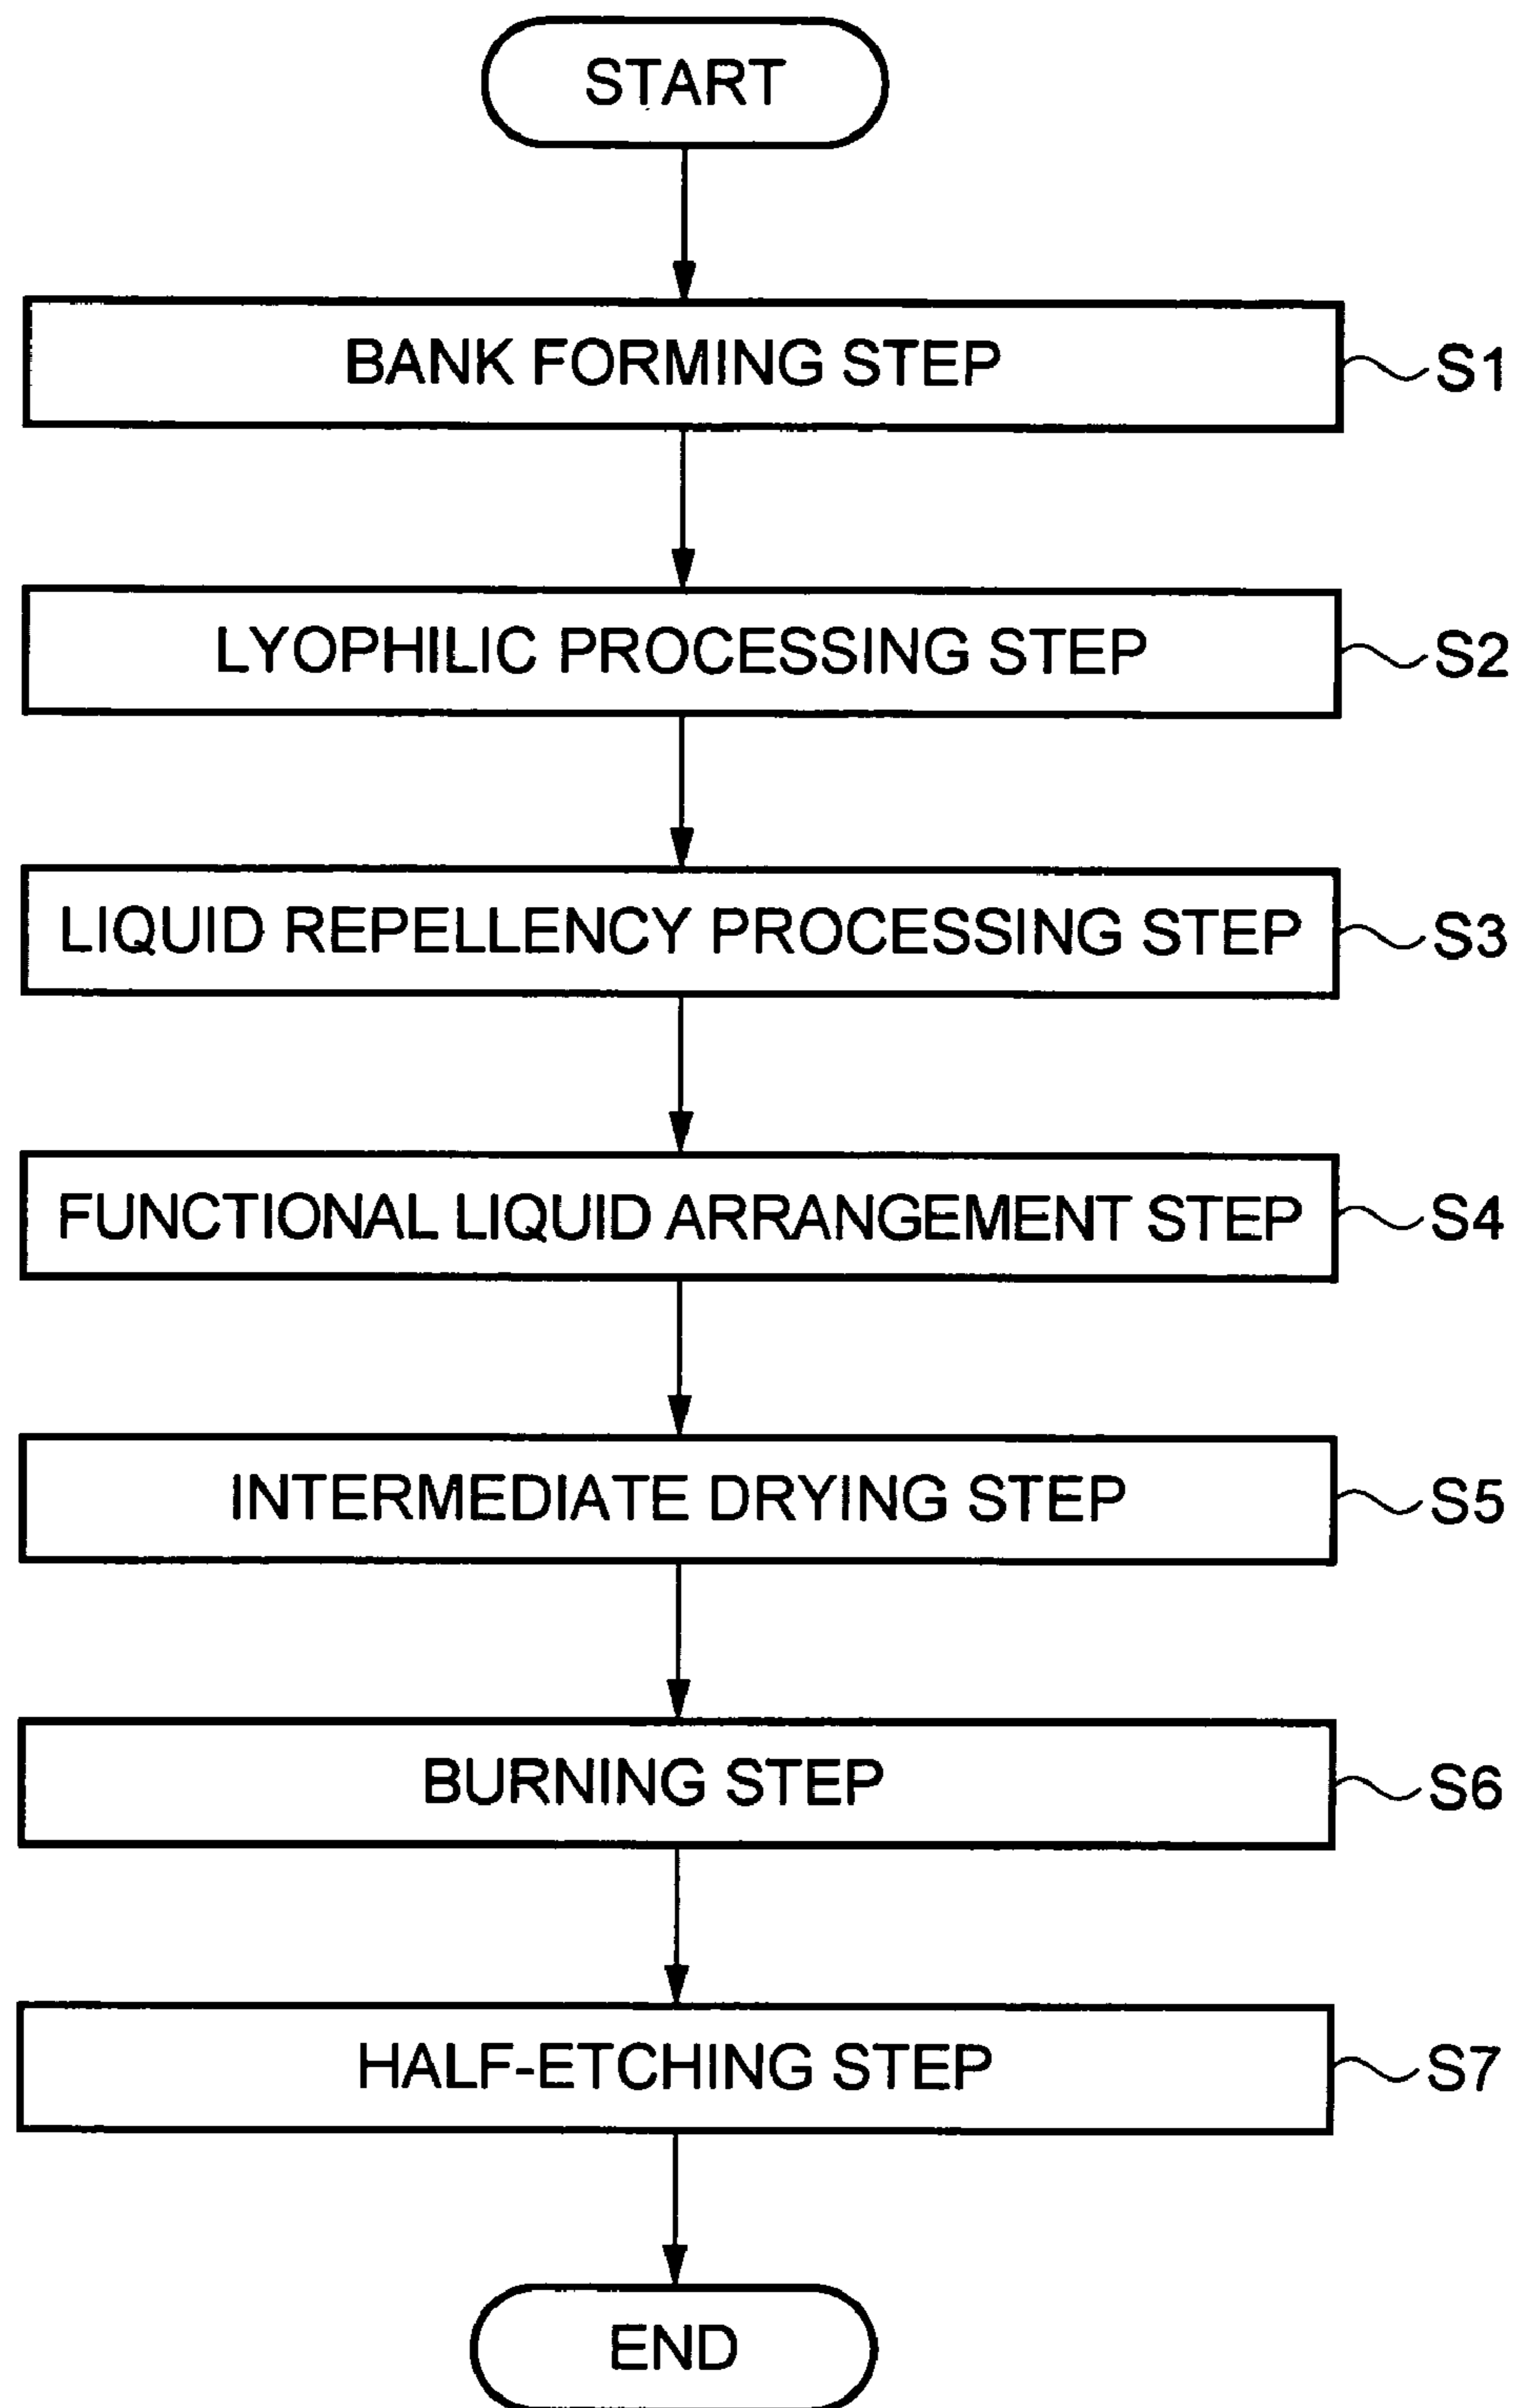 START
BANK FORMING STEP
S1
LYOPHILIC PROCESSING STEP
S2
LIQUID REPELLENCY PROCESSING STEP
S3
FUNCTIONAL LIQUID ARRANGEMENT STEP
S4
INTERMEDIATE DRYING STEP
S5
BURNING STEP
S6
HALF-ETCHING STEP
S7
END